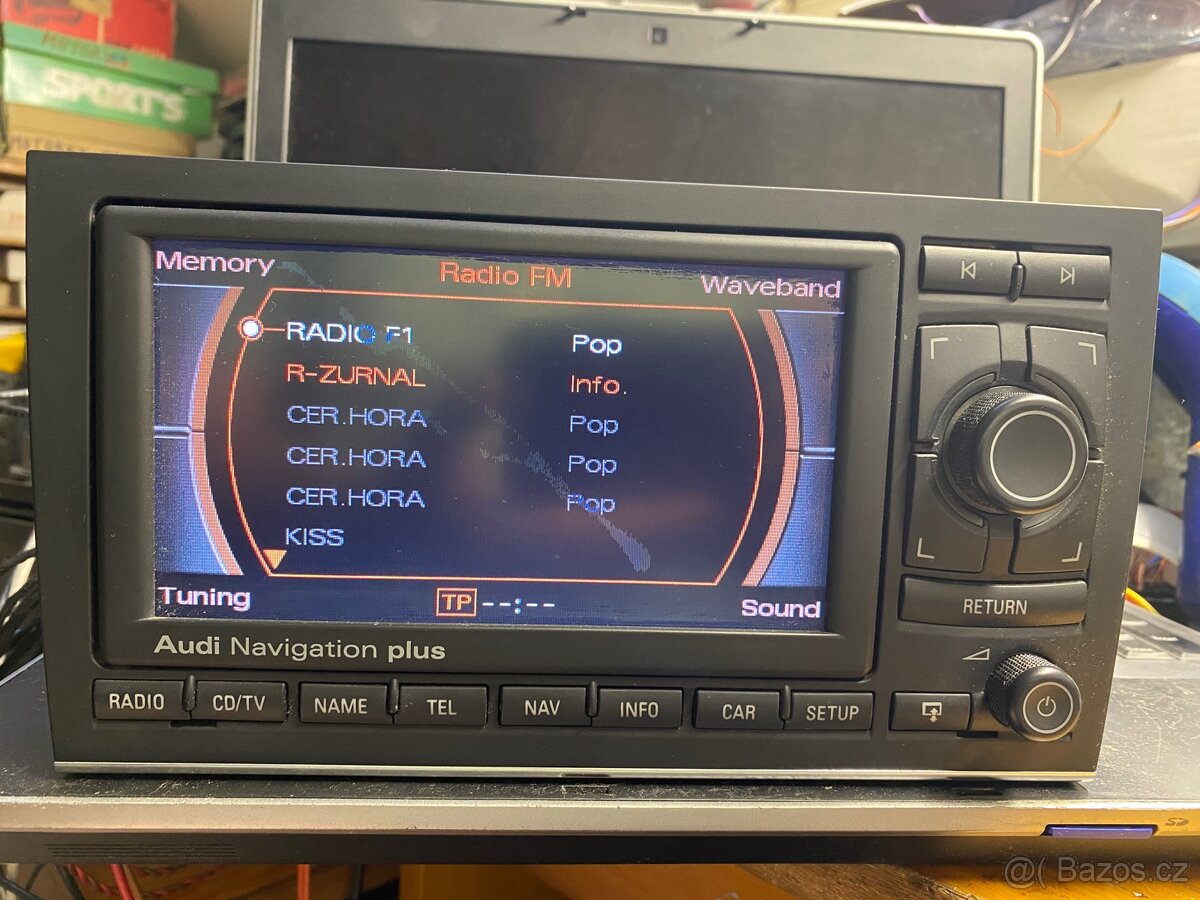 SPORTS
Memory
Radio FM
Waveband
RADIO F1 Pop
R-ZURNAL Info.
CER.HORA Pop
CER.HORA Pop
CER.HORA Pop
KISS
Tuning
TP --:--
Sound
Audi Navigation plus
RETURN
RADIO CD/TV NAME TEL NAV INFO CAR SETUP
@( Bazos.cz